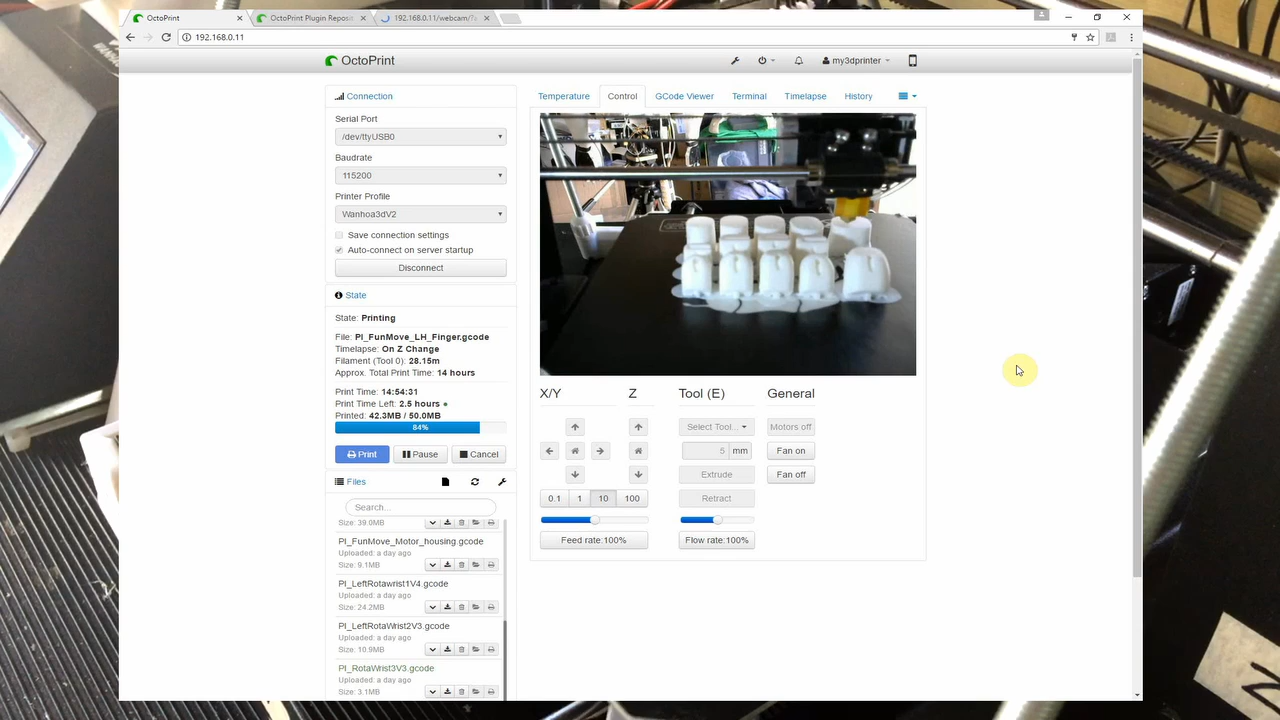 OctoPrint
OctoPrint Plugin Reposit
192.168.0.11/webcam/?a
192.168.0.11
OctoPrint
my3dprinter
Connection
Serial Port
/dev/ttyUSB0
Baudrate
115200
Printer Profile
Wanhoa3dV2
Save connection settings
Auto-connect on server startup
Disconnect
State
State: Printing
File: PI_FunMove_LH_Finger.gcode
Timelapse: On Z Change
Filament (Tool 0): 28.15m
Approx. Total Print Time: 14 hours
Print Time: 14:54:31
Print Time Left: 2.5 hours
Printed: 42.3MB / 50.0MB
84%
Print
Pause
Cancel
Files
Search...
Size: 39.0MB
PI_FunMove_Motor_housing.gcode
Uploaded: a day ago
Size: 9.1MB
PI_LeftRotawrist1V4.gcode
Uploaded: a day ago
Size: 24.2MB
PI_LeftRotaWrist2V3.gcode
Uploaded: a day ago
Size: 10.9MB
PI_RotaWrist3V3.gcode
Uploaded: a day ago
Size: 3.1MB
Temperature
Control
GCode Viewer
Terminal
Timelapse
History
X/Y
Z
Tool (E)
General
Select Tool...
Motors off
5 mm
Fan on
Extrude
Fan off
0.1
1
10
100
Retract
Feed rate:100%
Flow rate:100%